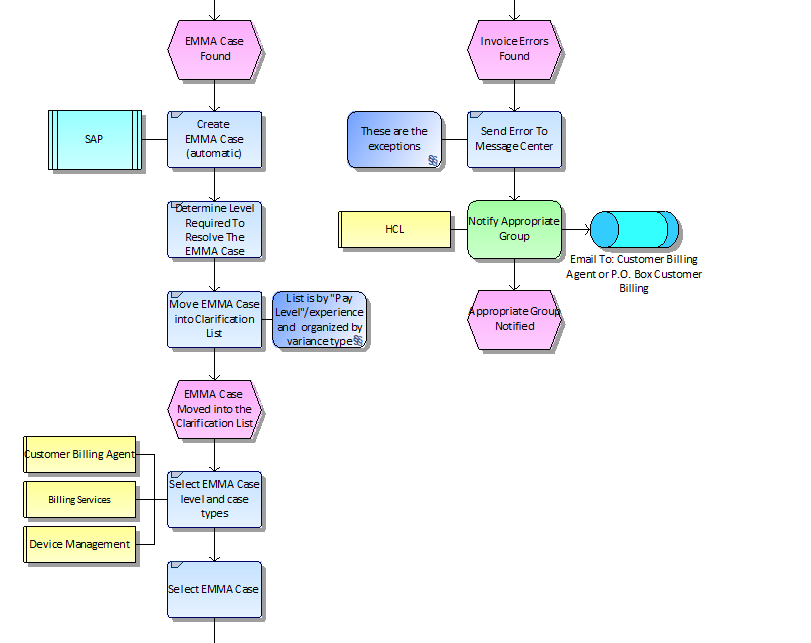 EMMA Case
Found
SAP
Create
EMMA Case
(automatic)
Determine Level
Required To
Resolve The
EMMA Case
Move EMMA Case
into Clarification
List
List is by "Pay
Level"/experience
and organized by
variance type
EMMA Case
Moved into the
Clarification List
Customer Billing Agent
Billing Services
Device Management
Select EMMA Case
level and case
types
Select EMMA Case
Invoice Errors
Found
These are the
exceptions
Send Error To
Message Center
HCL
Notify Appropriate
Group
Email To: Customer Billing
Agent or P.O. Box Customer
Billing
Appropriate Group
Notified